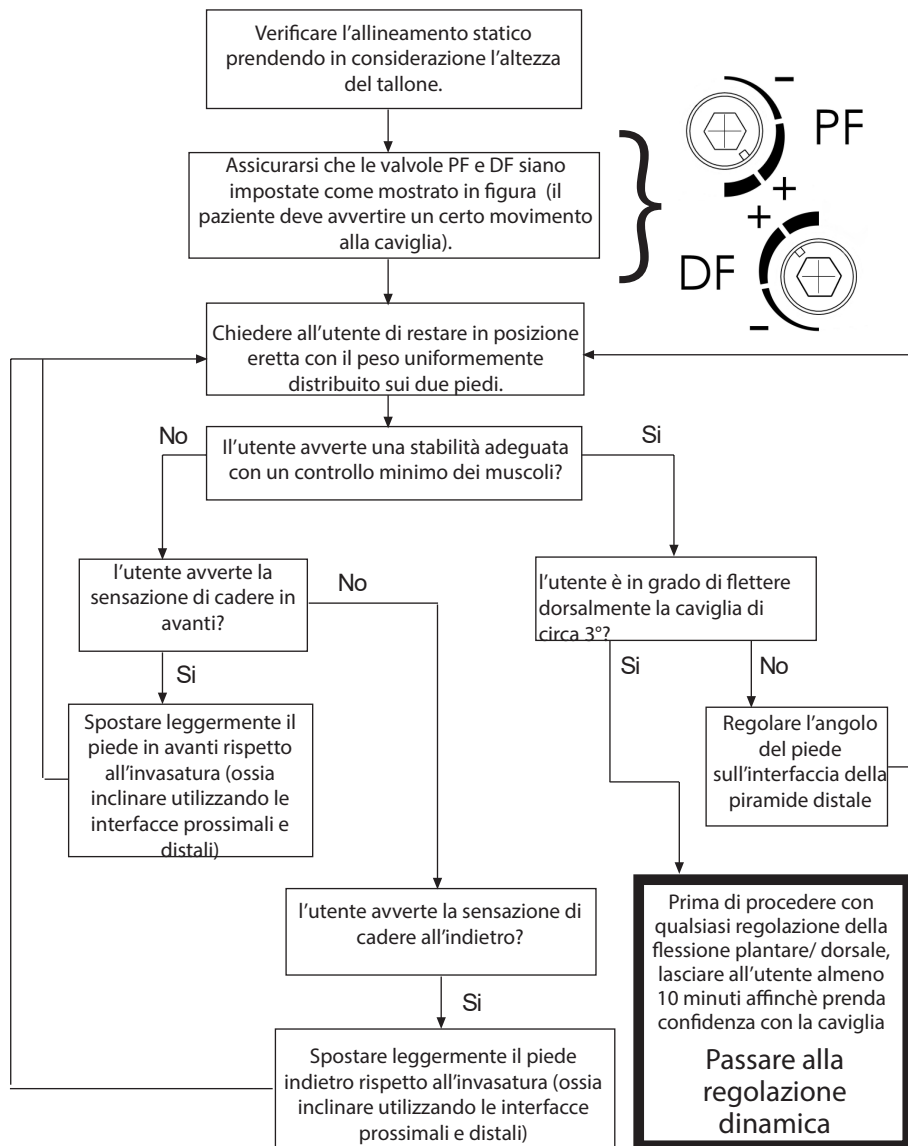 Verificare l'allineamento statico
prendendo in considerazione l'altezza
del tallone.
−
PF
+
Assicurarsi che le valvole PF e DF siano
impostate come mostrato in figura (il
paziente deve avvertire un certo movimento
alla caviglia).
+
DF
−
Chiedere all'utente di restare in posizione
eretta con il peso uniformemente
distribuito sui due piedi.
No
Il'utente avverte una stabilità adeguata
con un controllo minimo dei muscoli?
Si
l'utente avverte la
sensazione di cadere in
avanti?
No
Si
l'utente è in grado di flettere
dorsalmente la caviglia di
circa 3°?
Si
No
Spostare leggermente il
piede in avanti rispetto
all'invasatura (ossia
inclinare utilizzando le
interfacce prossimali e
distali)
Regolare l'angolo
del piede
sull'interfaccia della
piramide distale
l'utente avverte la sensazione di
cadere all'indietro?
Si
Spostare leggermente il piede
indietro rispetto all'invasatura (ossia
inclinare utilizzando le interfacce
prossimali e distali)
Prima di procedere con
qualsiasi regolazione della
flessione plantare/ dorsale,
lasciare all'utente almeno
10 minuti affinchè prenda
confidenza con la caviglia
Passare alla
regolazione
dinamica